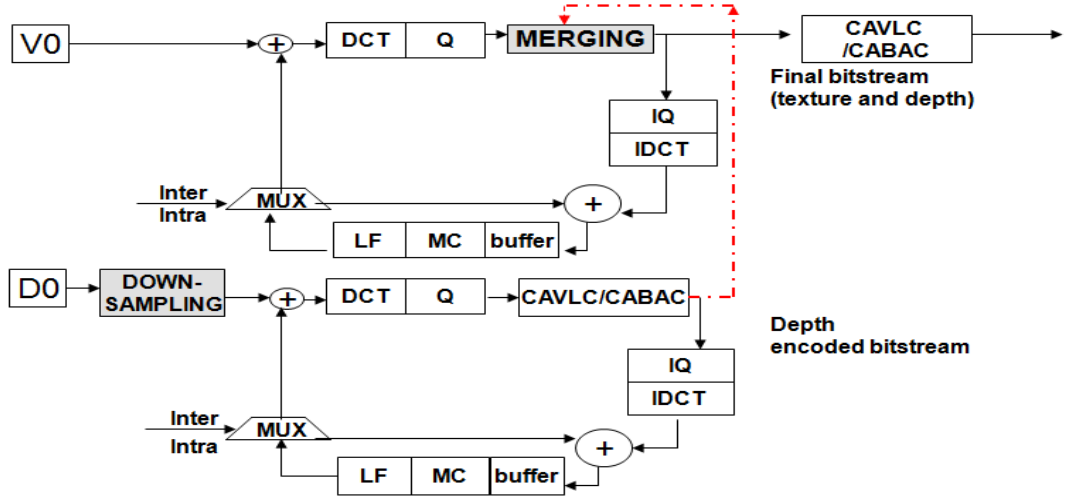 V0
+
DCT
Q
MERGING
CAVLC
/CABAC
Final bitstream
(texture and depth)
IQ
IDCT
Inter
Intra
MUX
+
LF
MC
buffer
D0
DOWN-
SAMPLING
+
DCT
Q
CAVLC/CABAC
Depth
encoded bitstream
IQ
IDCT
Inter
Intra
MUX
+
LF
MC
buffer